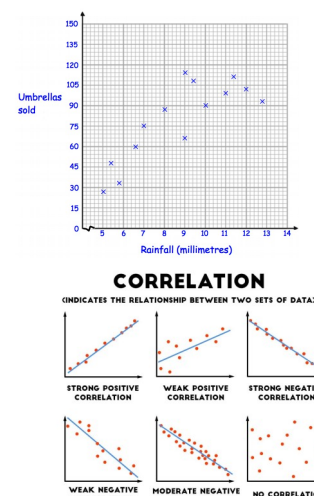 150
135
120
105
90
75
60
45
30
15
0
Umbrellas
sold
5 6 7 8 9 10 11 12 13 14
Rainfall (millimetres)
CORRELATION
(INDICATES THE RELATIONSHIP BETWEEN TWO SETS OF DATA
STRONG POSITIVE
CORRELATION
WEAK POSITIVE
CORRELATION
STRONG NEGATI
CORRELATION
WEAK NEGATIVE
MODERATE NEGATIVE
NO CORRELATION